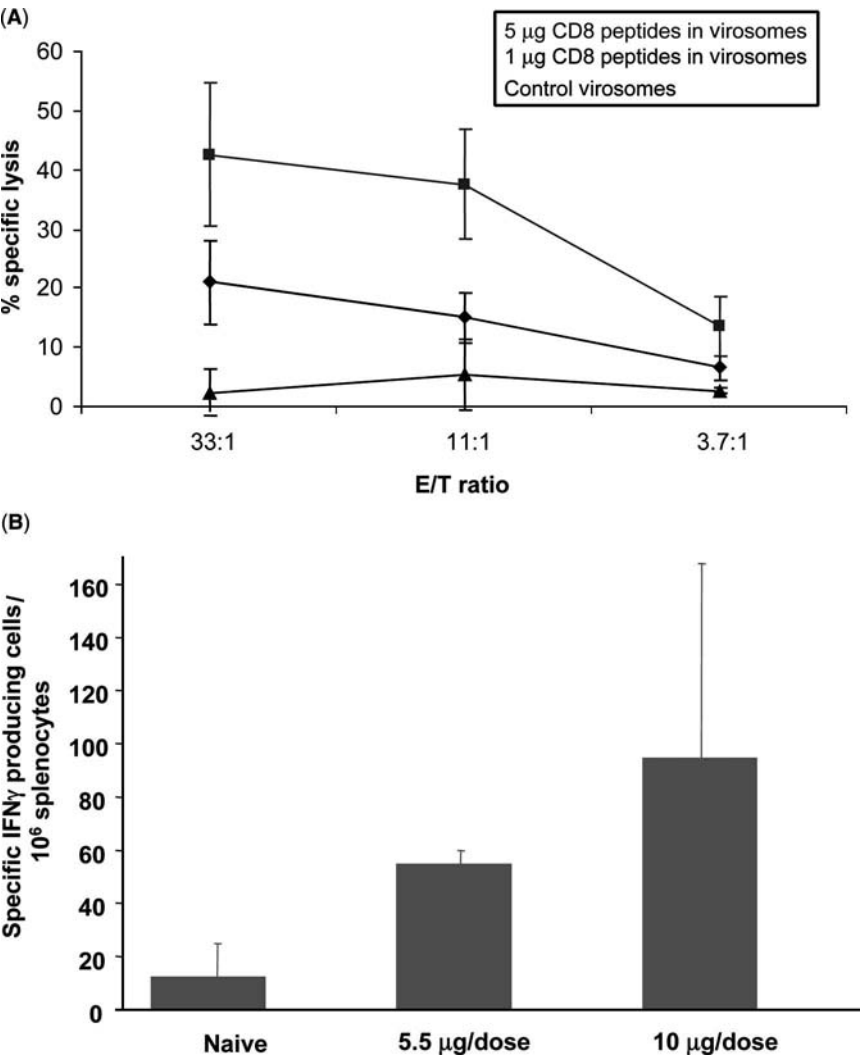 (A)
5 μg CD8 peptides in virosomes
1 μg CD8 peptides in virosomes
Control virosomes
% specific lysis
60
50
40
30
20
10
0
33:1
11:1
3.7:1
E/T ratio
(B)
Specific IFNγ producing cells/
10⁶ splenocytes
160
140
120
100
80
60
40
20
0
Naive
5.5 μg/dose
10 μg/dose